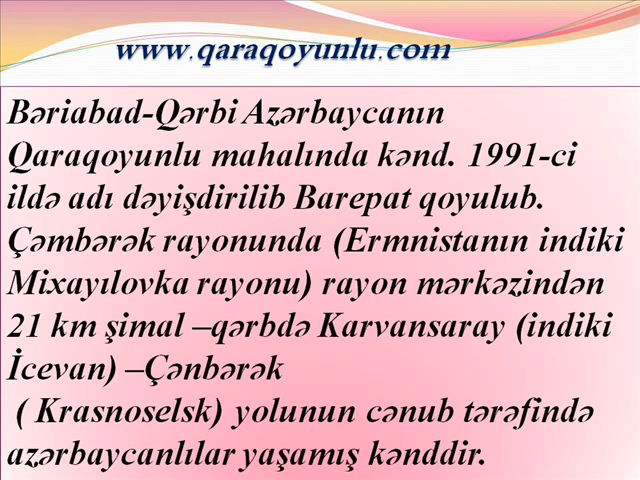 www.qaraqoyunlu.com
Bəriabad-Qərbi Azərbaycanın
Qaraqoyunlu mahalında kənd. 1991-ci
ildə adı dəyişdirilib Barepat qoyulub.
Çəmbərək rayonunda (Ermnistanın indiki
Mixayılovka rayonu) rayon mərkəzindən
21 km şimal –qərbdə Karvansaray (indiki
İcevan) –Çənbərək
( Krasnoselsk) yolunun cənub tərəfində
azərbaycanlılar yaşamış kənddir.